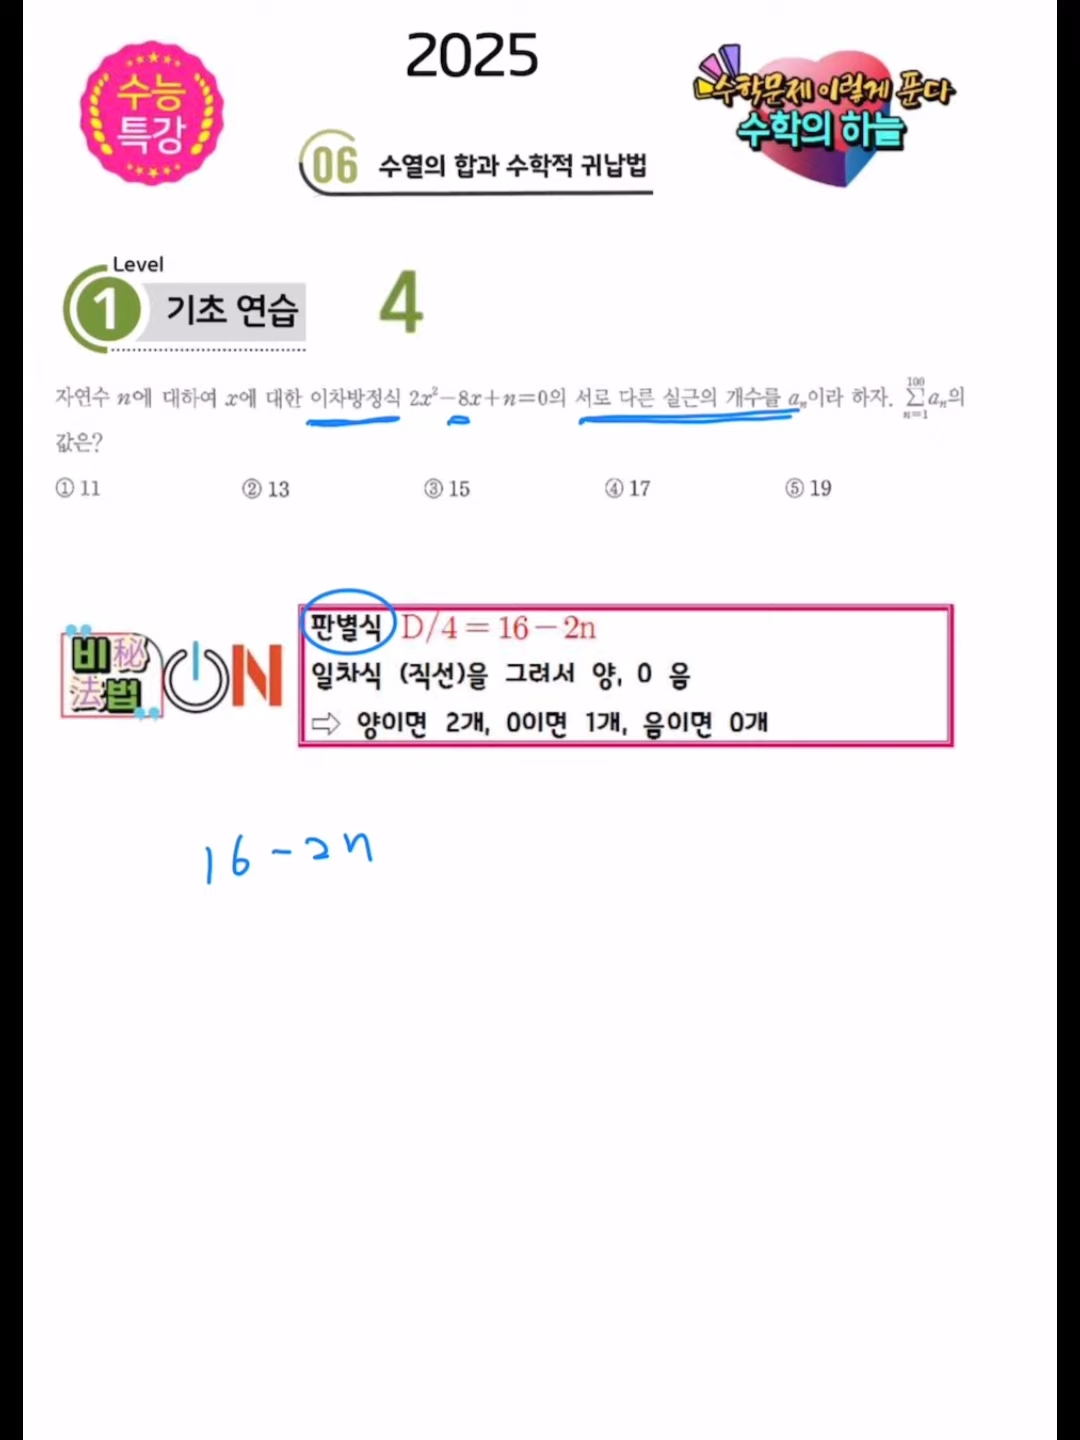 2025
수능
특강
수학문제 이렇게 푼다
수학의 하늘
06 수열의 합과 수학적 귀납법
Level
1 기초 연습 4
자연수 n에 대하여 x에 대한 이차방정식 2x²−8x+n=0의 서로 다른 실근의 개수를 aₙ이라 하자. ∑ₙ₌₁¹⁰⁰ aₙ의
값은?
① 11 ② 13 ③ 15 ④ 17 ⑤ 19
비秘
法법
ON
판별식 D/4 = 16 − 2n
일차식 (직선)을 그려서 양, 0 음
⇨ 양이면 2개, 0이면 1개, 음이면 0개
16 − 2n